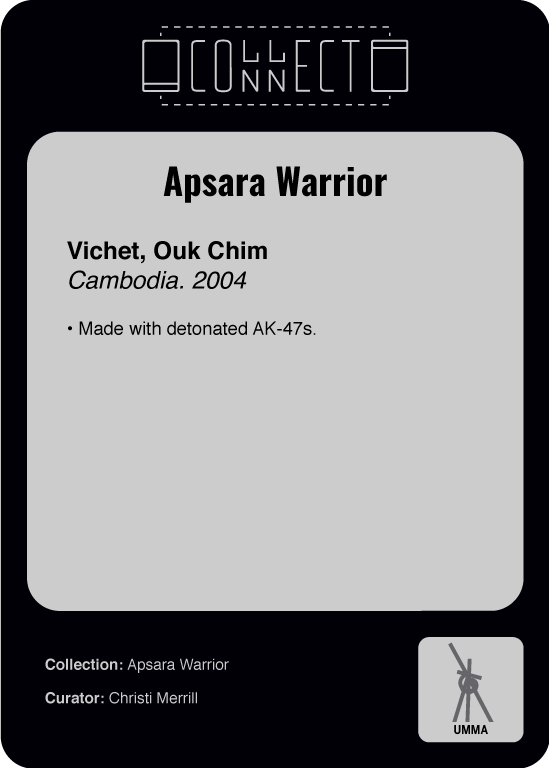 COLLECT
CONNECT
Apsara Warrior
Vichet, Ouk Chim
Cambodia. 2004
• Made with detonated AK-47s.
Collection: Apsara Warrior
Curator: Christi Merrill
UMMA